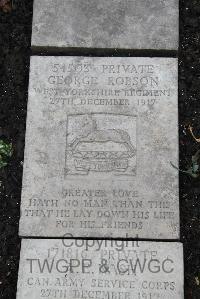 54503 PRIVATE
GEORGE ROBSON
WEST YORKSHIRE REGIMENT
27TH DECEMBER 1917
GREATER LOVE
HATH NO MAN THAN THIS
THAT HE LAY DOWN HIS LIFE
FOR HIS FRIENDS
PRIVATE
Copyright
TWGPP / CWGC
CAN. ARMY SERVICE CORPS
27TH DECEMBER 1917